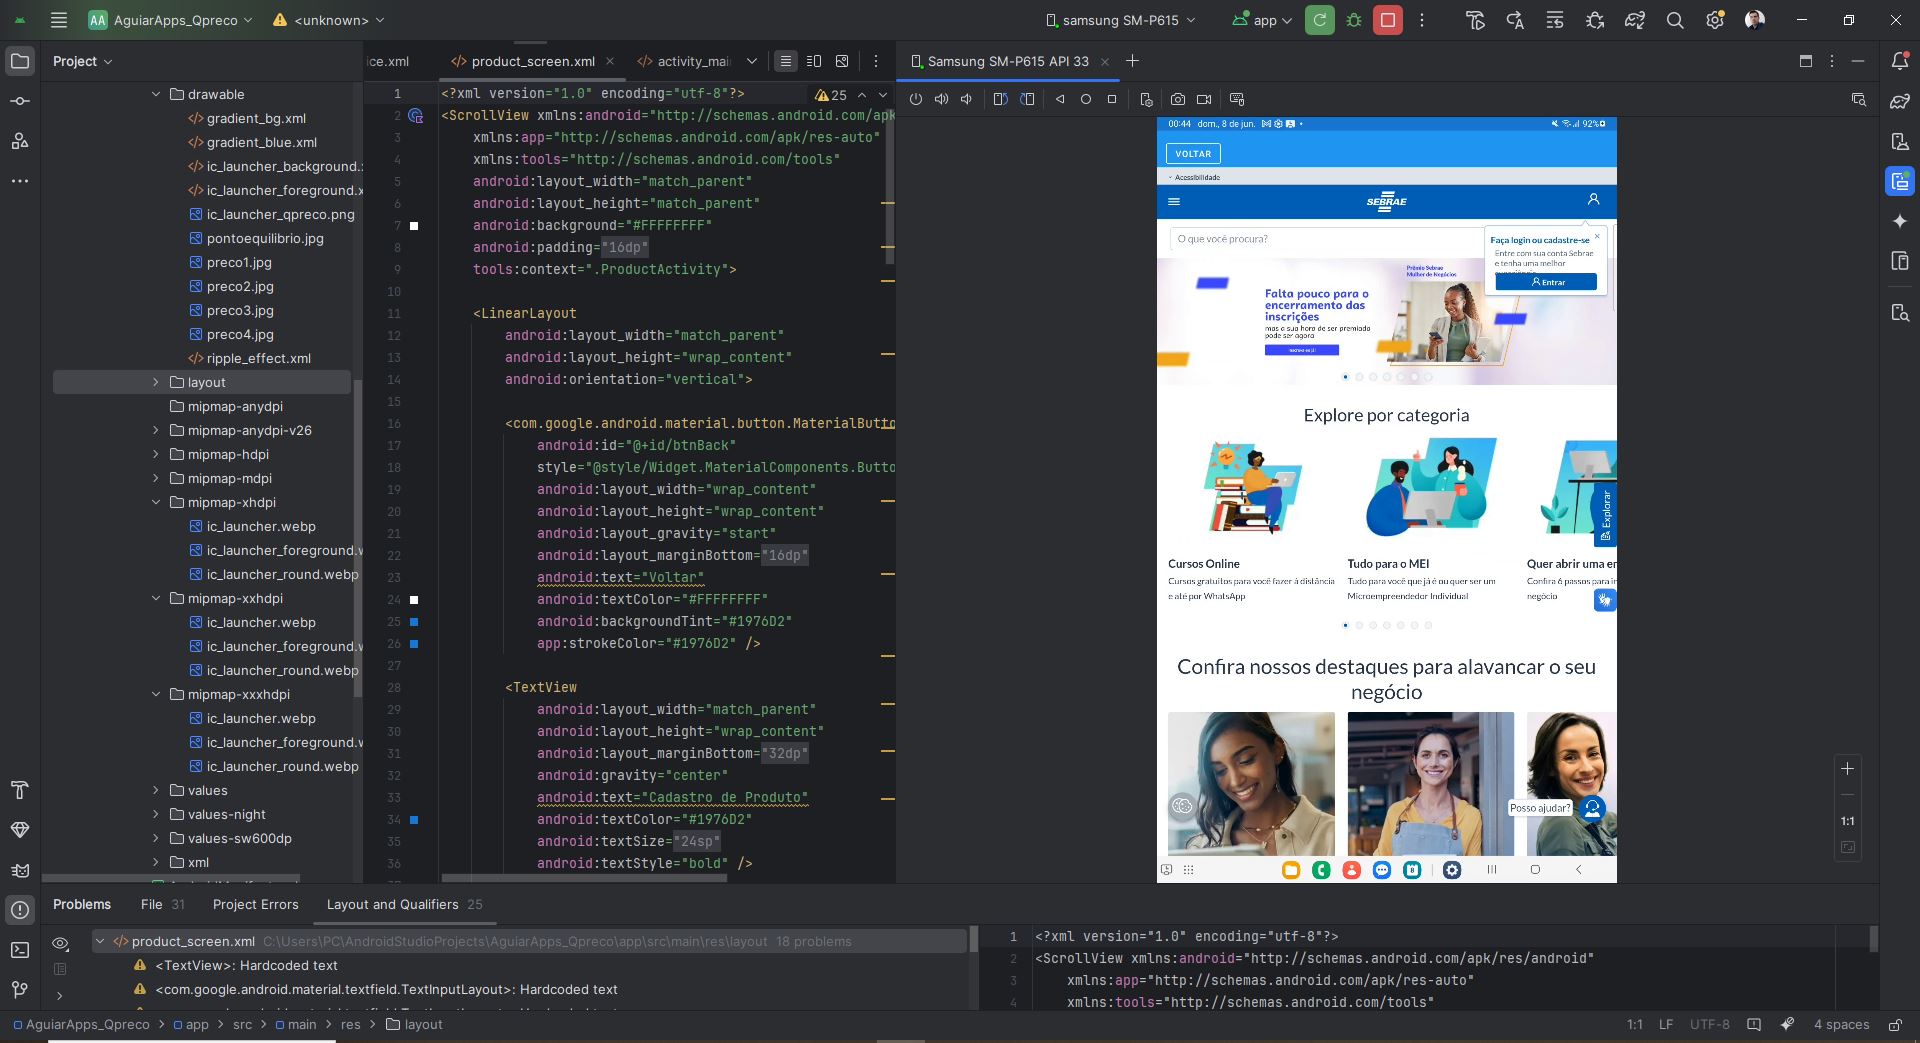 AA AguiarApps_Qpreco
<unknown>
samsung SM-P615
app
Project
ice.xml
product_screen.xml
activity_mai
Samsung SM-P615 API 33
drawable
gradient_bg.xml
gradient_blue.xml
ic_launcher_background.
ic_launcher_foreground.x
ic_launcher_qpreco.png
pontoequilibrio.jpg
preco1.jpg
preco2.jpg
preco3.jpg
preco4.jpg
ripple_effect.xml
layout
mipmap-anydpi
mipmap-anydpi-v26
mipmap-hdpi
mipmap-mdpi
mipmap-xhdpi
ic_launcher.webp
ic_launcher_foreground.w
ic_launcher_round.webp
mipmap-xxhdpi
ic_launcher.webp
ic_launcher_foreground.w
ic_launcher_round.webp
mipmap-xxxhdpi
ic_launcher.webp
ic_launcher_foreground.w
ic_launcher_round.webp
values
values-night
values-sw600dp
xml
25
1 <?xml version="1.0" encoding="utf-8"?>
2 <ScrollView xmlns:android="http://schemas.android.com/apk
3 xmlns:app="http://schemas.android.com/apk/res-auto"
4 xmlns:tools="http://schemas.android.com/tools"
5 android:layout_width="match_parent"
6 android:layout_height="match_parent"
7 android:background="#FFFFFFFF"
8 android:padding="16dp"
9 tools:context=".ProductActivity">
10
11 <LinearLayout
12 android:layout_width="match_parent"
13 android:layout_height="wrap_content"
14 android:orientation="vertical">
15
16 <com.google.android.material.button.MaterialButto
17 android:id="@+id/btnBack"
18 style="@style/Widget.MaterialComponents.Butto
19 android:layout_width="wrap_content"
20 android:layout_height="wrap_content"
21 android:layout_gravity="start"
22 android:layout_marginBottom="16dp"
23 android:text="Voltar"
24 android:textColor="#FFFFFFFF"
25 android:backgroundTint="#1976D2"
26 app:strokeColor="#1976D2" />
27
28 <TextView
29 android:layout_width="match_parent"
30 android:layout_height="wrap_content"
31 android:layout_marginBottom="32dp"
32 android:gravity="center"
33 android:text="Cadastro de Produto"
34 android:textColor="#1976D2"
35 android:textSize="24sp"
36 android:textStyle="bold" />
00:44 dom., 8 de jun.
92%
VOLTAR
Acessibilidade
SEBRAE
O que você procura?
Faça login ou cadastre-se
Entre com sua conta Sebrae
e tenha uma melhor
Entrar
Prêmio Sebrae
Mulher de Negócios
Falta pouco para o
encerramento das
inscrições
mas a sua hora de ser premiada
pode ser agora
Explore por categoria
Explorar
Cursos Online
Cursos gratuitos para você fazer à distância
e até por WhatsApp
Tudo para o MEI
Tudo para você que já é ou quer ser um
Microempreendedor Individual
Quer abrir uma er
Confira 6 passos para in
negócio
Confira nossos destaques para alavancar o seu
negócio
Posso ajudar?
1:1
Problems
File 31
Project Errors
Layout and Qualifiers 25
product_screen.xml C:\Users\PC\AndroidStudioProjects\AguiarApps_Qpreco\app\src\main\res\layout 18 problems
<TextView>: Hardcoded text
<com.google.android.material.textfield.TextInputLayout>: Hardcoded text
1 <?xml version="1.0" encoding="utf-8"?>
2 <ScrollView xmlns:android="http://schemas.android.com/apk/res/android"
3 xmlns:app="http://schemas.android.com/apk/res-auto"
4 xmlns:tools="http://schemas.android.com/tools"
AguiarApps_Qpreco > app > src > main > res > layout
1:1 LF UTF-8 4 spaces